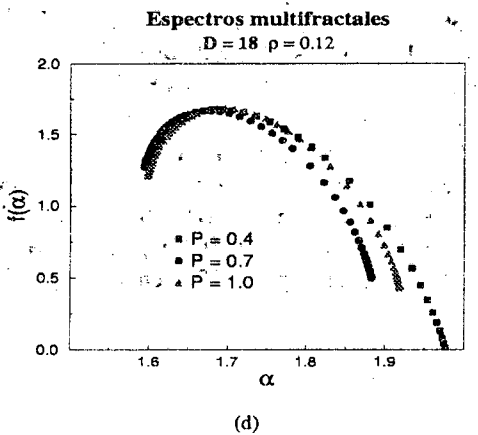 Espectros multifractales
D = 18 ρ = 0.12
2.0
1.5
1.0
0.5
0.0
f(α)
P = 0.4
P = 0.7
P = 1.0
1.6 1.7 1.8 1.9
α
(d)